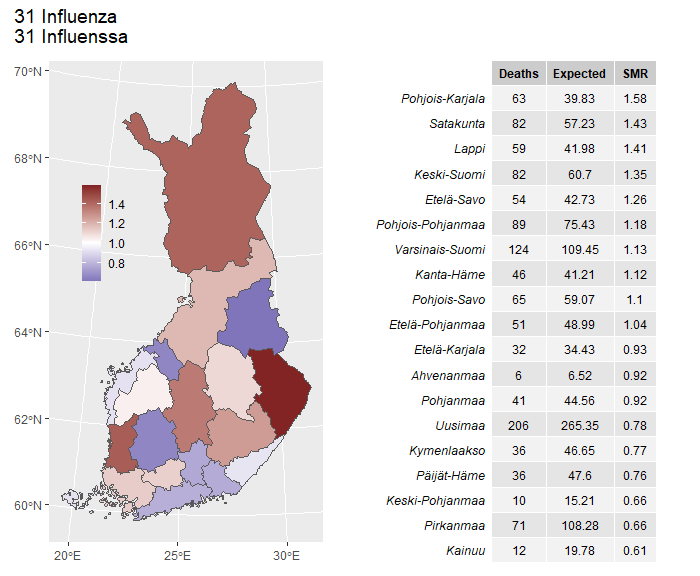 31 Influenza
31 Influenssa
70°N
68°N
66°N
64°N
62°N
60°N
20°E 25°E 30°E
1.4
1.2
1.0
0.8
Deaths Expected SMR
Pohjois-Karjala 63 39.83 1.58
Satakunta 82 57.23 1.43
Lappi 59 41.98 1.41
Keski-Suomi 82 60.7 1.35
Etelä-Savo 54 42.73 1.26
Pohjois-Pohjanmaa 89 75.43 1.18
Varsinais-Suomi 124 109.45 1.13
Kanta-Häme 46 41.21 1.12
Pohjois-Savo 65 59.07 1.1
Etelä-Pohjanmaa 51 48.99 1.04
Etelä-Karjala 32 34.43 0.93
Ahvenanmaa 6 6.52 0.92
Pohjanmaa 41 44.56 0.92
Uusimaa 206 265.35 0.78
Kymenlaakso 36 46.65 0.77
Päijät-Häme 36 47.6 0.76
Keski-Pohjanmaa 10 15.21 0.66
Pirkanmaa 71 108.28 0.66
Kainuu 12 19.78 0.61